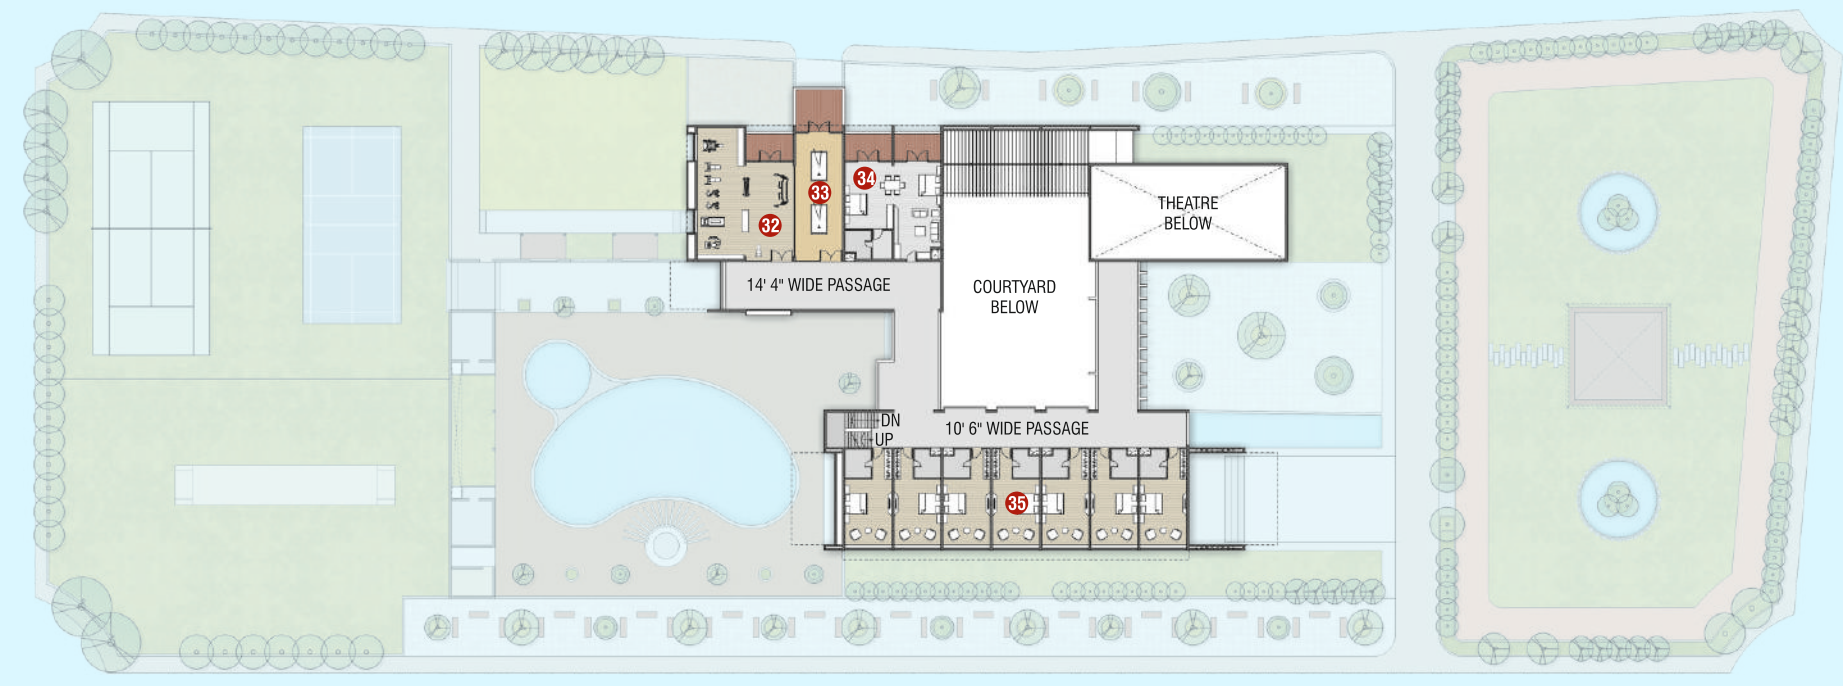 34
33
32
THEATRE
BELOW
14' 4" WIDE PASSAGE
COURTYARD
BELOW
DN
UP
10' 6" WIDE PASSAGE
35